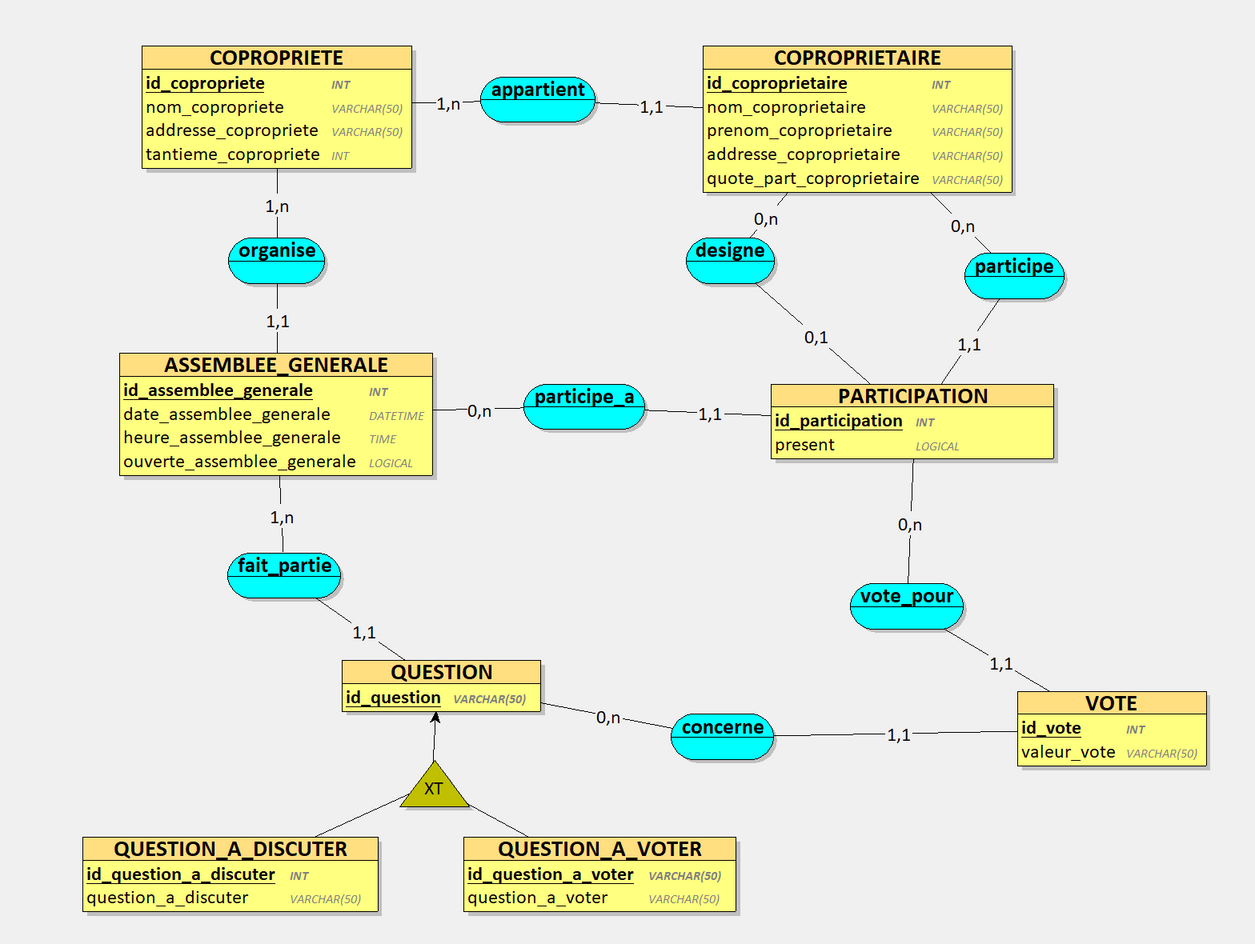 COPROPRIETE
id_copropriete INT
nom_copropriete VARCHAR(50)
addresse_copropriete VARCHAR(50)
tantieme_copropriete INT
1,n
appartient
1,1
COPROPRIETAIRE
id_coproprietaire INT
nom_coproprietaire VARCHAR(50)
prenom_coproprietaire VARCHAR(50)
addresse_coproprietaire VARCHAR(50)
quote_part_coproprietaire VARCHAR(50)
1,n
organise
1,1
0,n
designe
0,1
0,n
participe
1,1
ASSEMBLEE_GENERALE
id_assemblee_generale INT
date_assemblee_generale DATETIME
heure_assemblee_generale TIME
ouverte_assemblee_generale LOGICAL
0,n
participe_a
1,1
PARTICIPATION
id_participation INT
present LOGICAL
1,n
fait_partie
1,1
0,n
vote_pour
1,1
QUESTION
id_question VARCHAR(50)
0,n
concerne
1,1
VOTE
id_vote INT
valeur_vote VARCHAR(50)
XT
QUESTION_A_DISCUTER
id_question_a_discuter INT
question_a_discuter VARCHAR(50)
QUESTION_A_VOTER
id_question_a_voter VARCHAR(50)
question_a_voter VARCHAR(50)